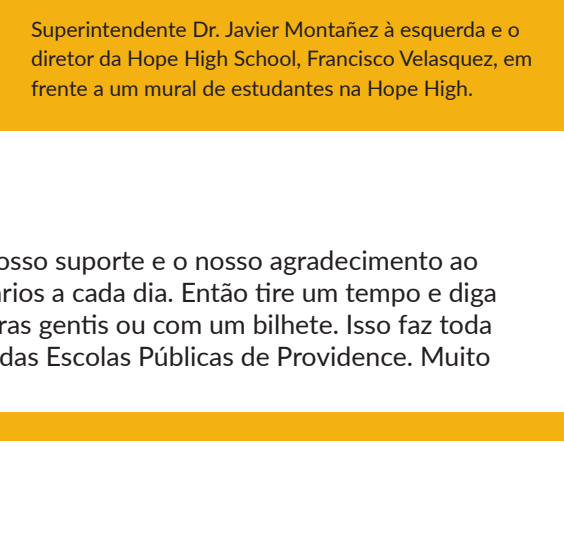 Superintendente Dr. Javier Montañez à esquerda e o
diretor da Hope High School, Francisco Velasquez, em
frente a um mural de estudantes na Hope High.
osso suporte e o nosso agradecimento ao
rios a cada dia. Então tire um tempo e diga
ras gentis ou com um bilhete. Isso faz toda
das Escolas Públicas de Providence. Muito